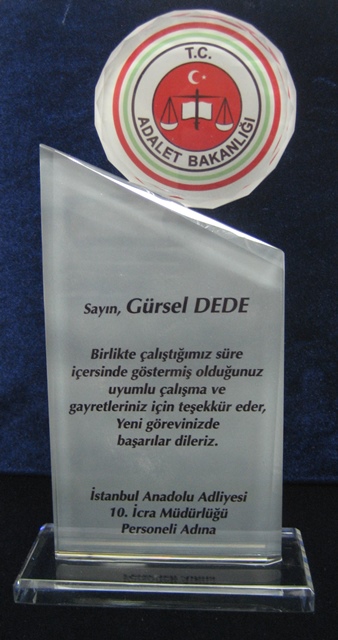 T.C.
ADALET BAKANLIĞI
Sayın, Gürsel DEDE
Birlikte çalıştığımız süre
içersinde göstermiş olduğunuz
uyumlu çalışma ve
gayretleriniz için teşekkür eder,
Yeni görevinizde
başarılar dileriz.
İstanbul Anadolu Adliyesi
10. İcra Müdürlüğü
Personeli Adına